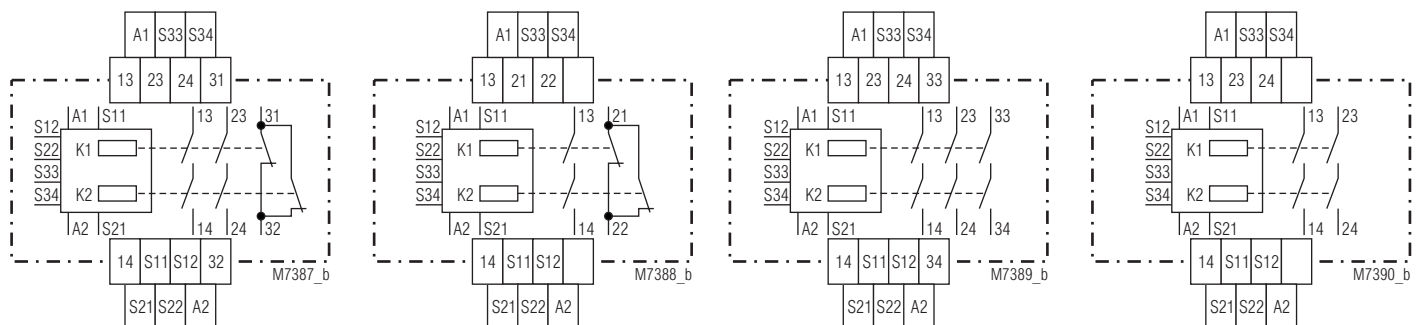 A1 S33 S34
13 23 24 31
A1 S11 13 23 31
S12
S22 K1
S33
S34 K2
A2 S21 14 24 32
14 S11 S12 32
M7387_b
S21 S22 A2
A1 S33 S34
13 21 22
A1 S11 13 21
S12
S22 K1
S33
S34 K2
A2 S21 14 22
14 S11 S12
M7388_b
S21 S22 A2
A1 S33 S34
13 23 24 33
A1 S11 13 23 33
S12
S22 K1
S33
S34 K2
A2 S21 14 24 34
14 S11 S12 34
M7389_b
S21 S22 A2
A1 S33 S34
13 23 24
A1 S11 13 23
S12
S22 K1
S33
S34 K2
A2 S21 14 24
14 S11 S12
M7390_b
S21 S22 A2